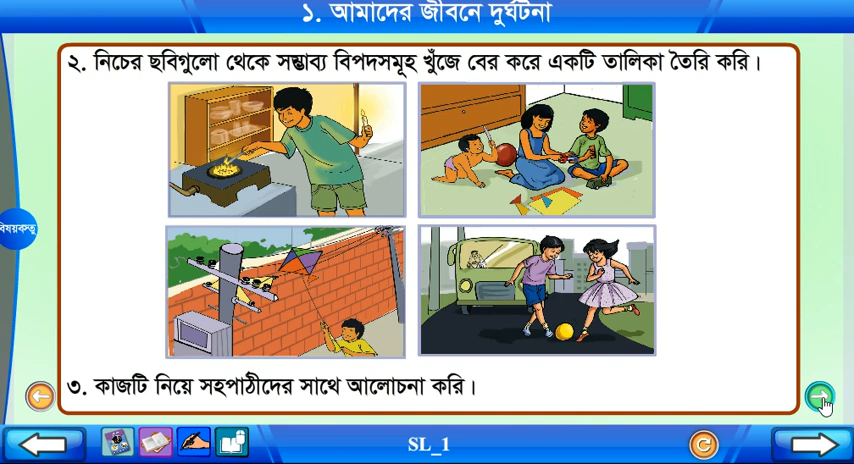 ১. আমাদের জীবনে দুর্ঘটনা
২. নিচের ছবিগুলো থেকে সম্ভাব্য বিপদসমূহ খুঁজে বের করে একটি তালিকা তৈরি করি।
বিষয়বস্তু
৩. কাজটি নিয়ে সহপাঠীদের সাথে আলোচনা করি।
SL_1